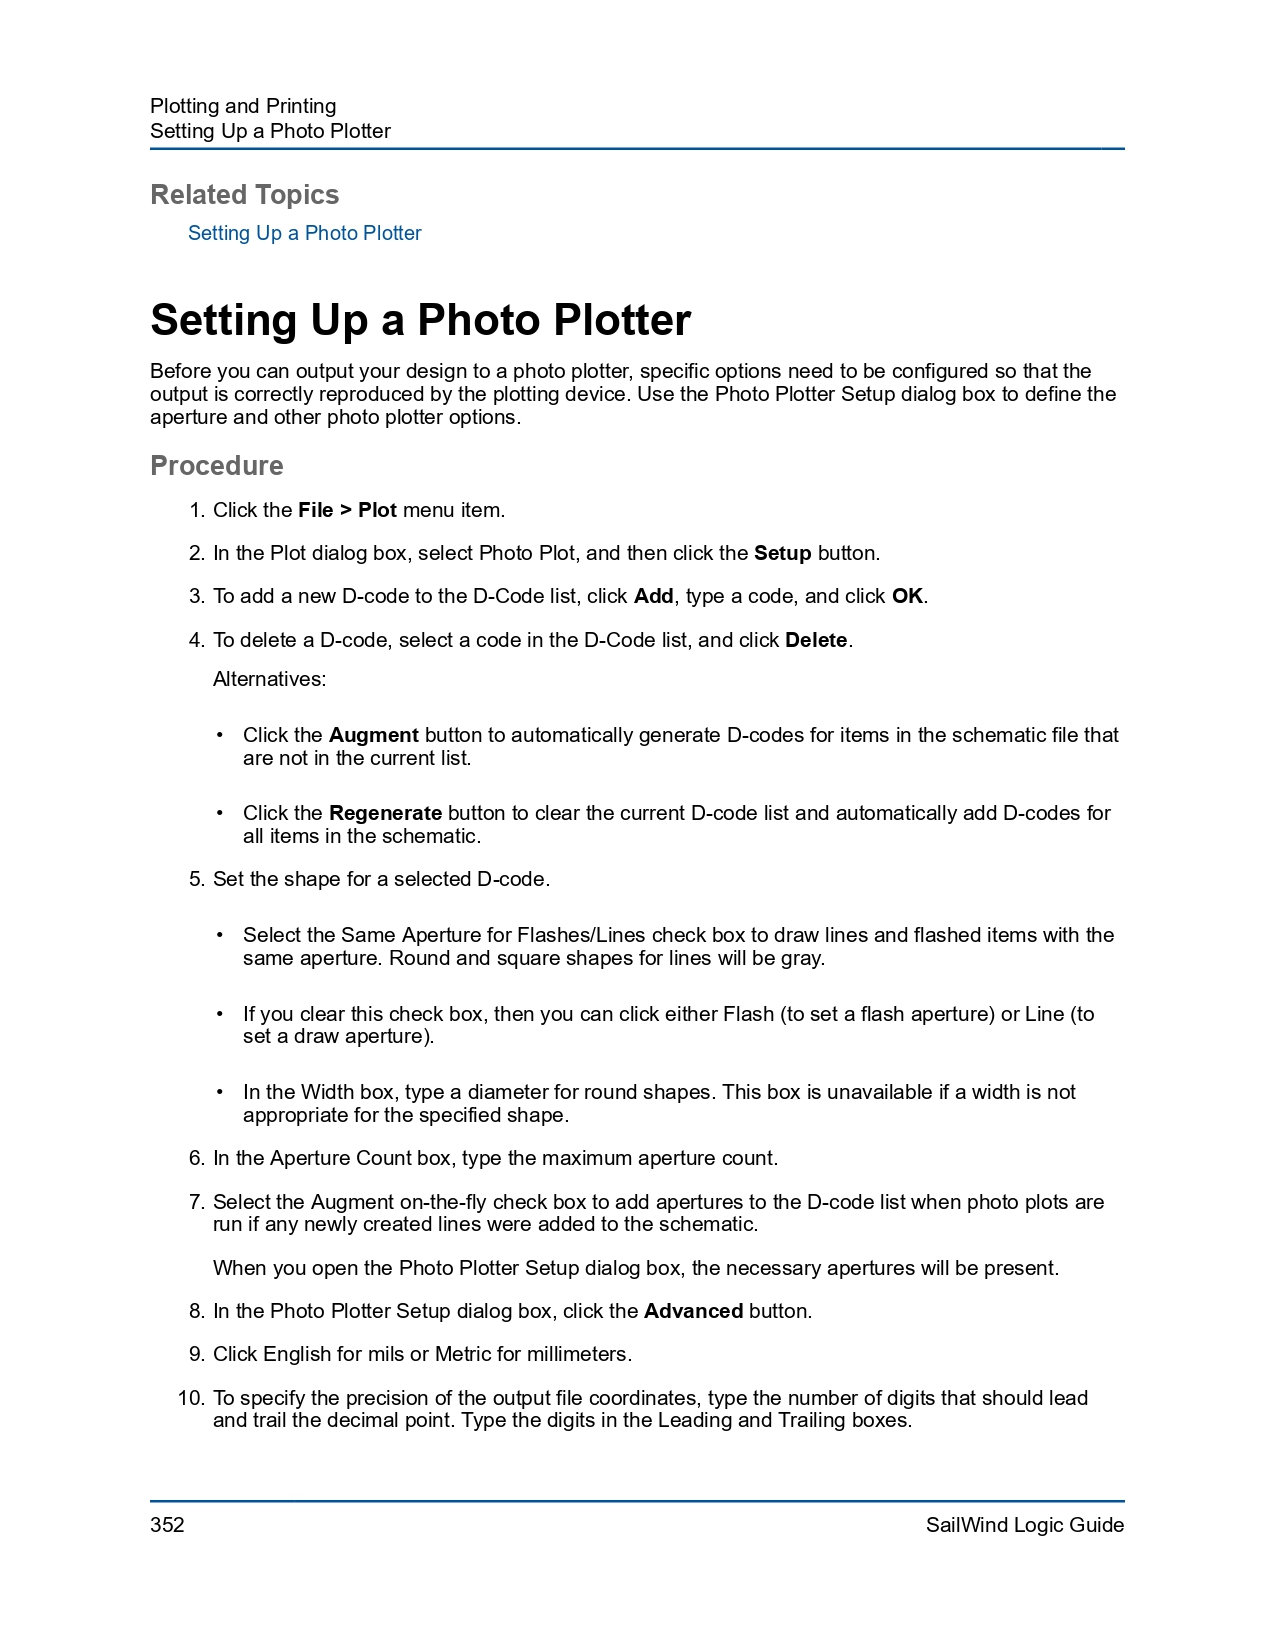 Plotting and Printing
Setting Up a Photo Plotter
Related Topics
Setting Up a Photo Plotter
Setting Up a Photo Plotter
Before you can output your design to a photo plotter, specific options need to be configured so that the
output is correctly reproduced by the plotting device. Use the Photo Plotter Setup dialog box to define the
aperture and other photo plotter options.
Procedure
1. Click the File > Plot menu item.
2. In the Plot dialog box, select Photo Plot, and then click the Setup button.
3. To add a new D-code to the D-Code list, click Add, type a code, and click OK.
4. To delete a D-code, select a code in the D-Code list, and click Delete.
Alternatives:
• Click the Augment button to automatically generate D-codes for items in the schematic file that
are not in the current list.
• Click the Regenerate button to clear the current D-code list and automatically add D-codes for
all items in the schematic.
5. Set the shape for a selected D-code.
• Select the Same Aperture for Flashes/Lines check box to draw lines and flashed items with the
same aperture. Round and square shapes for lines will be gray.
• If you clear this check box, then you can click either Flash (to set a flash aperture) or Line (to
set a draw aperture).
• In the Width box, type a diameter for round shapes. This box is unavailable if a width is not
appropriate for the specified shape.
6. In the Aperture Count box, type the maximum aperture count.
7. Select the Augment on-the-fly check box to add apertures to the D-code list when photo plots are
run if any newly created lines were added to the schematic.
When you open the Photo Plotter Setup dialog box, the necessary apertures will be present.
8. In the Photo Plotter Setup dialog box, click the Advanced button.
9. Click English for mils or Metric for millimeters.
10. To specify the precision of the output file coordinates, type the number of digits that should lead
and trail the decimal point. Type the digits in the Leading and Trailing boxes.
352
SailWind Logic Guide